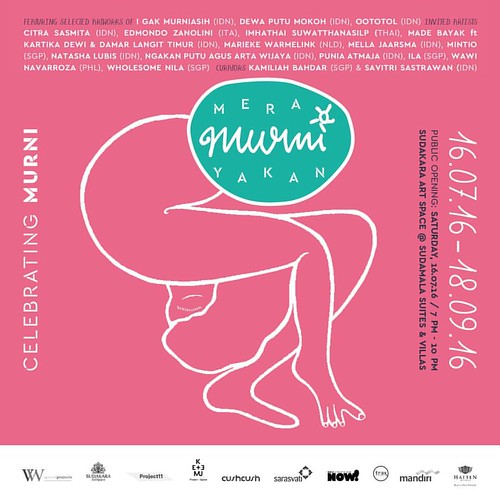 FEATURING SELECTED ARTWORKS OF I GAK MURNIASIH (IDN), DEWA PUTU MOKOH (IDN), OOTOTOL (IDN) INVITED ARTISTS
CITRA SASMITA (IDN), EDMONDO ZANOLINI (ITA), IMHATHAI SUWATTHANASILP (THAI), MADE BAYAK ft
KARTIKA DEWI & DAMAR LANGIT TIMUR (IDN), MARIEKE WARMELINK (NLD), MELLA JAARSMA (IDN), MINTIO
(SGP), NATASHA LUBIS (IDN), NGAKAN PUTU AGUS ARTA WIJAYA (IDN), PUNIA ATMAJA (IDN), ILA (SGP), WAWI
NAVARROZA (PHL), WHOLESOME NILA (SGP) CURATORS KAMILIAH BAHDAR (SGP) & SAVITRI SASTRAWAN (IDN)
MERA
Murni
YAKAN
CELEBRATING MURNI
16.07.16 – 18.09.16
PUBLIC OPENING: SATURDAY, 16.07.16 / 7 PM - 10 PM
SUDAKARA ART SPACE @ SUDAMALA SUITES & VILLAS
SUDAKARA
Project11
cushcush
sarasvati
NOW!
mandiri
HATTEN